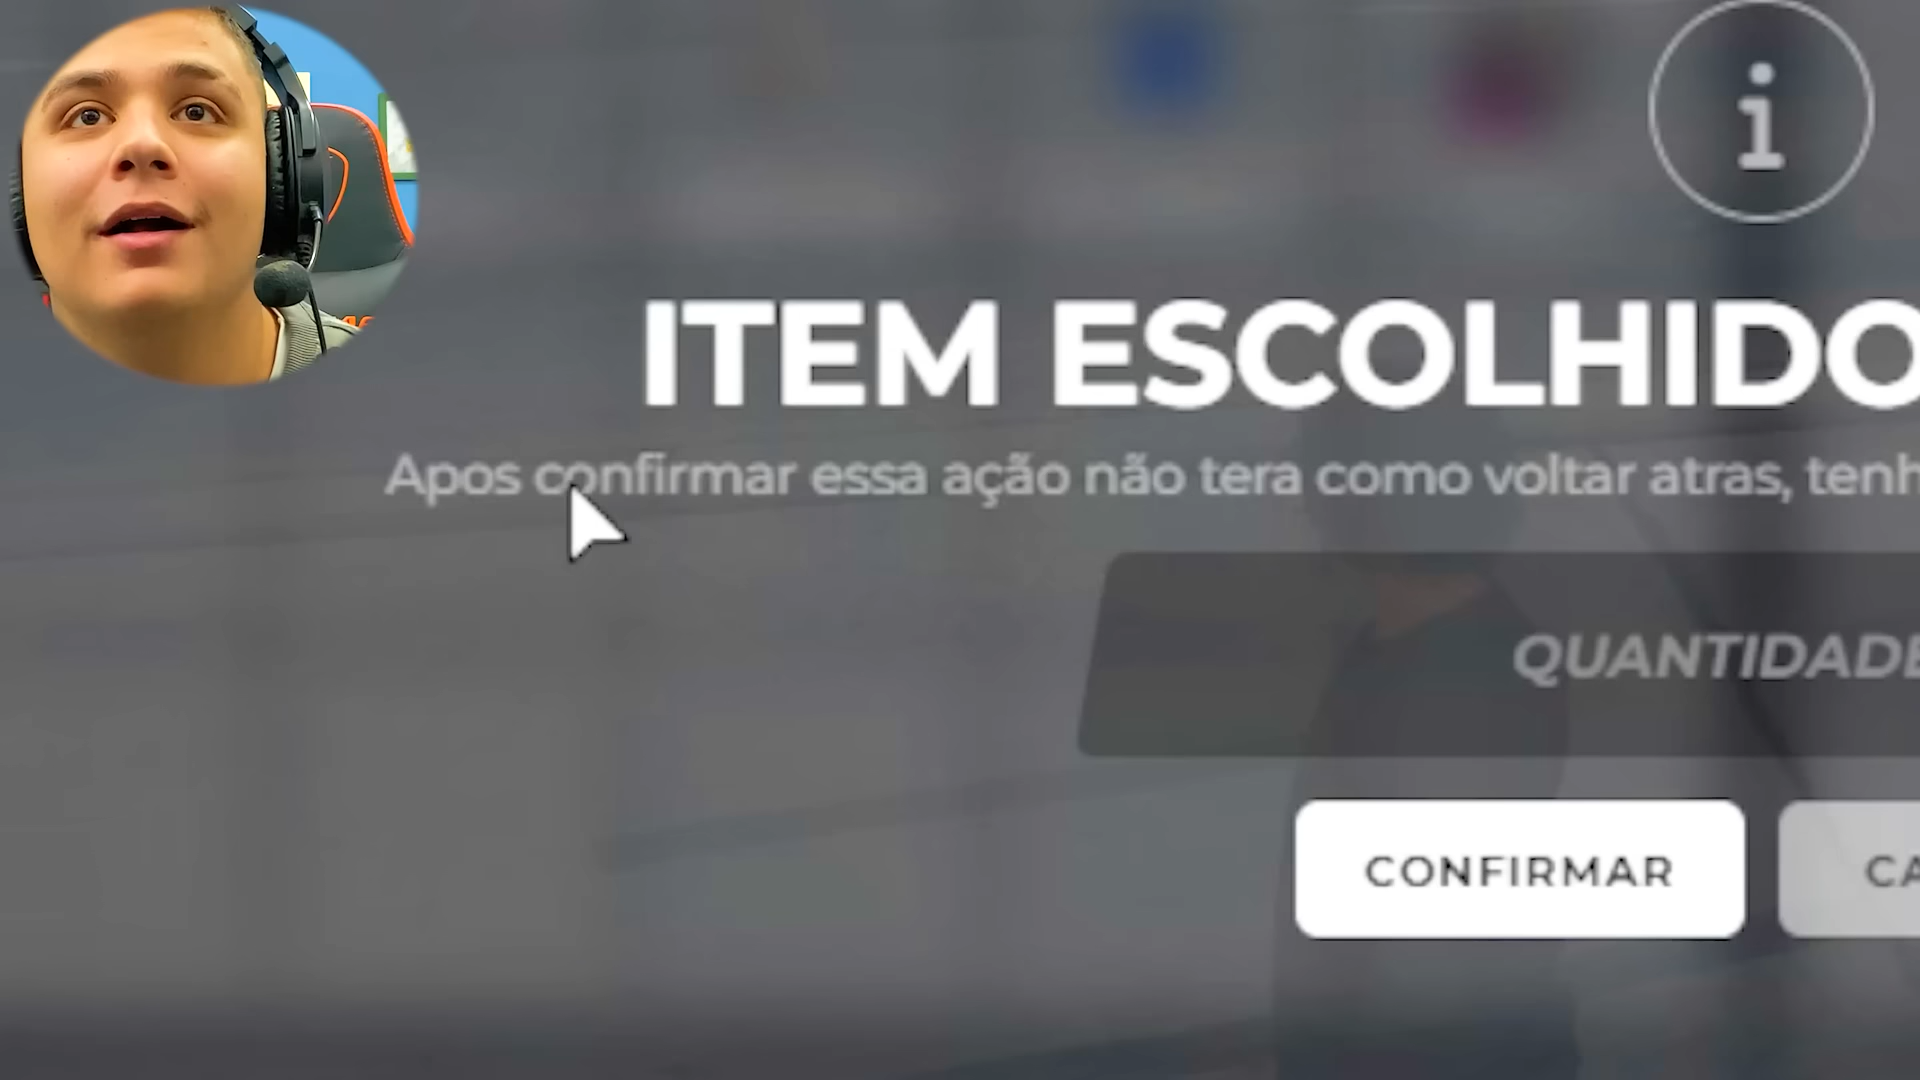 ITEM ESCOLHIDO
Apos confirmar essa ação não tera como voltar atras, tenh
QUANTIDADE
CONFIRMAR
CA